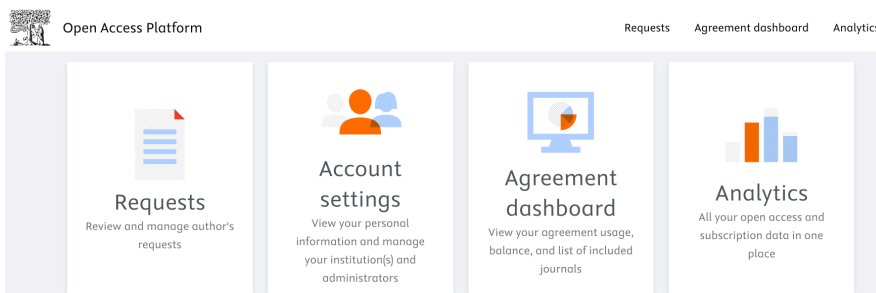 Open Access Platform
Requests
Agreement dashboard
Analytics
Requests
Review and manage author's
requests
Account
settings
View your personal
information and manage
your institution(s) and
administrators
Agreement
dashboard
View your agreement usage,
balance, and list of included
journals
Analytics
All your open access and
subscription data in one
place